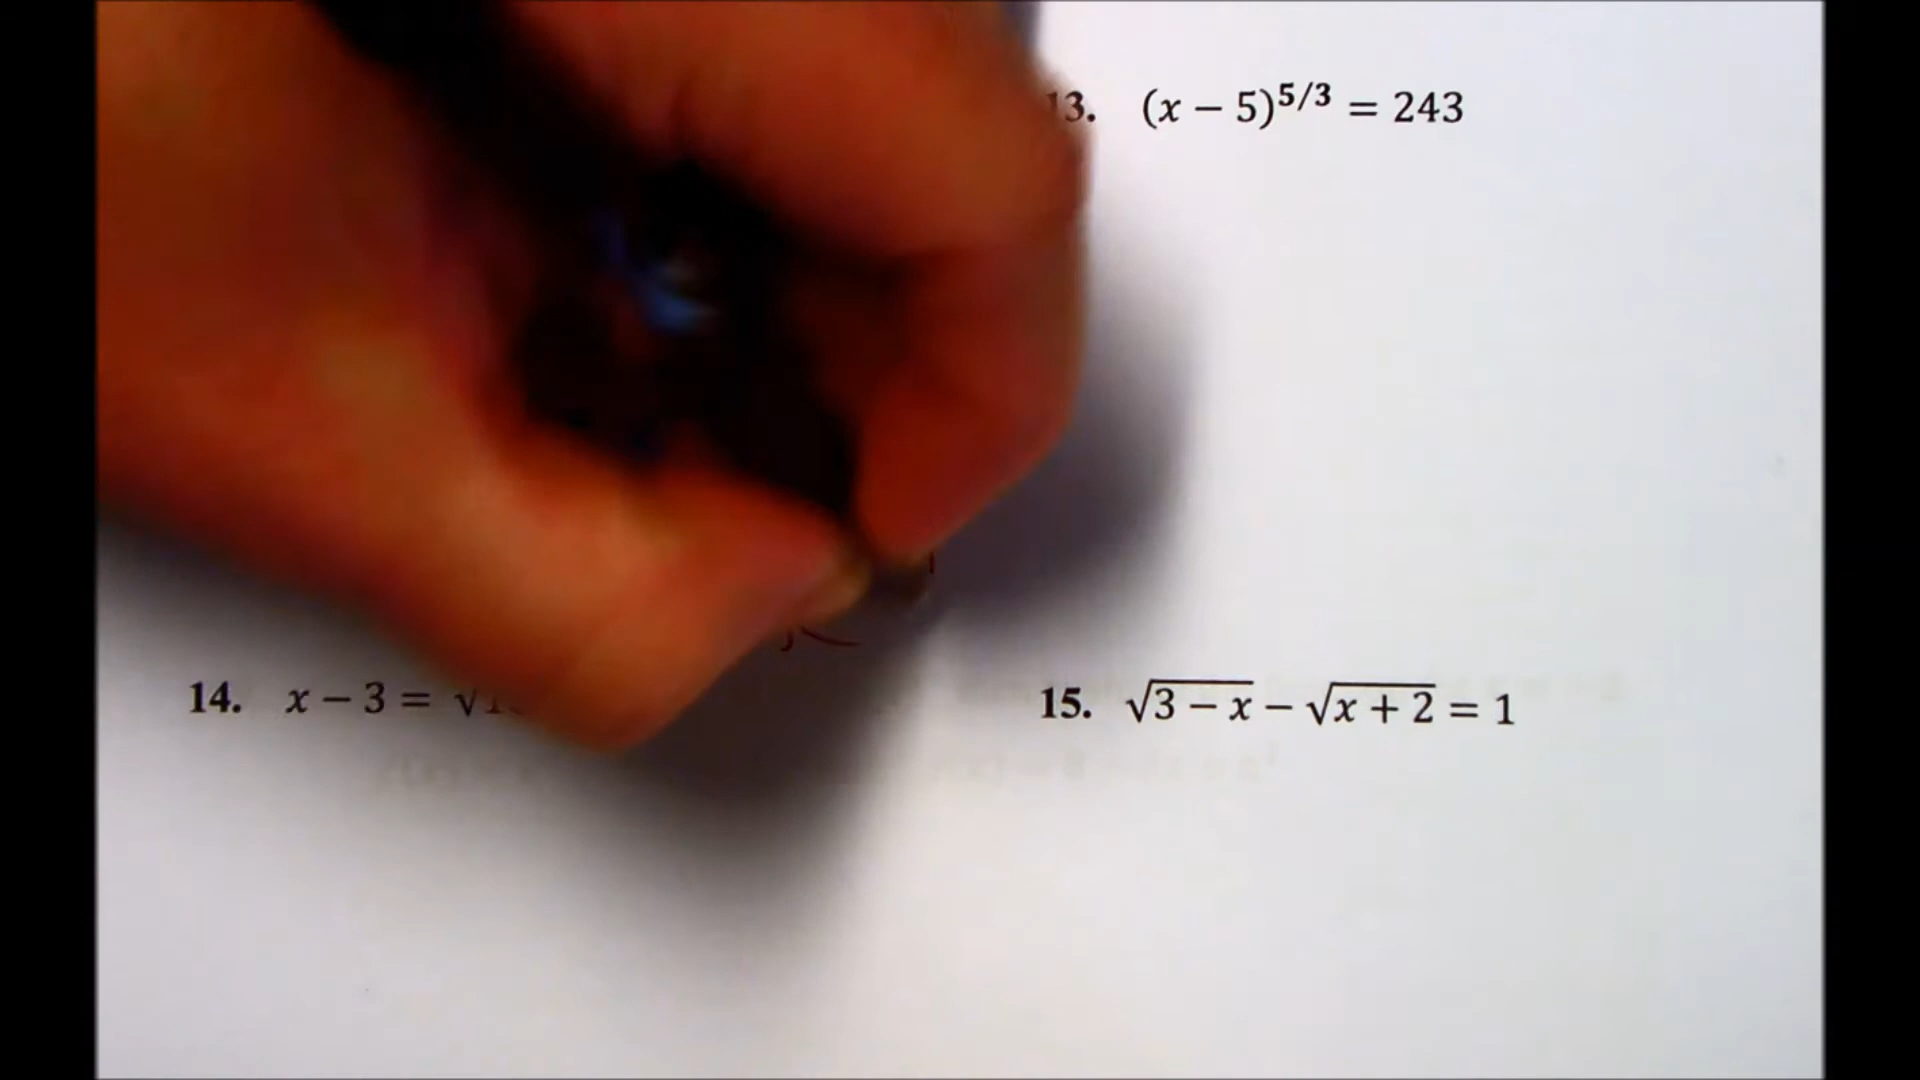 13. (x − 5)^5/3 = 243
14. x − 3 = √
15. √3 − x − √x + 2 = 1